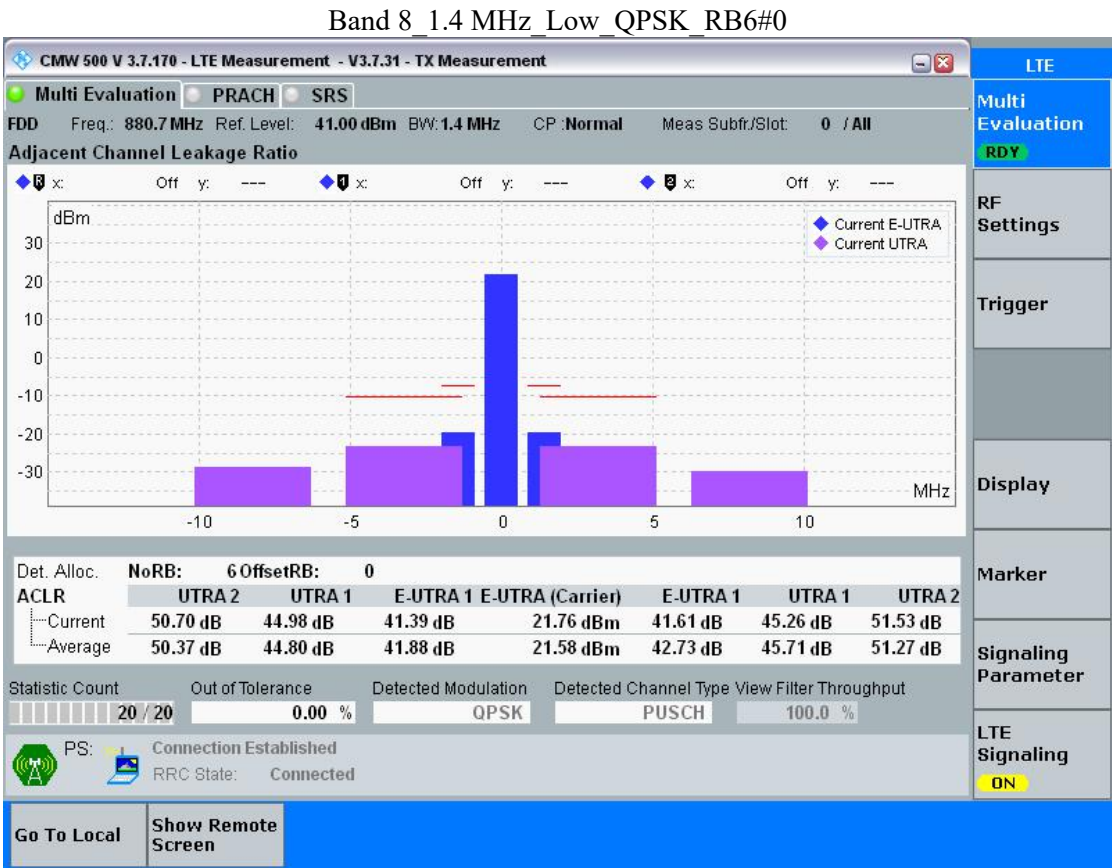 Band 8_1.4 MHz_Low_QPSK_RB6#0
CMW 500 V 3.7.170 - LTE Measurement - V3.7.31 - TX Measurement
LTE
Multi Evaluation PRACH SRS
FDD Freq.: 880.7 MHz Ref. Level: 41.00 dBm BW: 1.4 MHz CP :Normal Meas Subfr./Slot: 0 / All
Adjacent Channel Leakage Ratio
R x: Off y: --- 1 x: Off y: --- 2 x: Off y: ---
dBm
Current E-UTRA
Current UTRA
30
20
10
0
-10
-20
-30
MHz
-10 -5 0 5 10
Det. Alloc. NoRB: 6 OffsetRB: 0
ACLR UTRA 2 UTRA 1 E-UTRA 1 E-UTRA (Carrier) E-UTRA 1 UTRA 1 UTRA 2
Current 50.70 dB 44.98 dB 41.39 dB 21.76 dBm 41.61 dB 45.26 dB 51.53 dB
Average 50.37 dB 44.80 dB 41.88 dB 21.58 dBm 42.73 dB 45.71 dB 51.27 dB
Statistic Count Out of Tolerance Detected Modulation Detected Channel Type View Filter Throughput
20 / 20 0.00 % QPSK PUSCH 100.0 %
PS: Connection Established
RRC State: Connected
Multi
Evaluation
RDY
RF
Settings
Trigger
Display
Marker
Signaling
Parameter
LTE
Signaling
ON
Go To Local
Show Remote
Screen